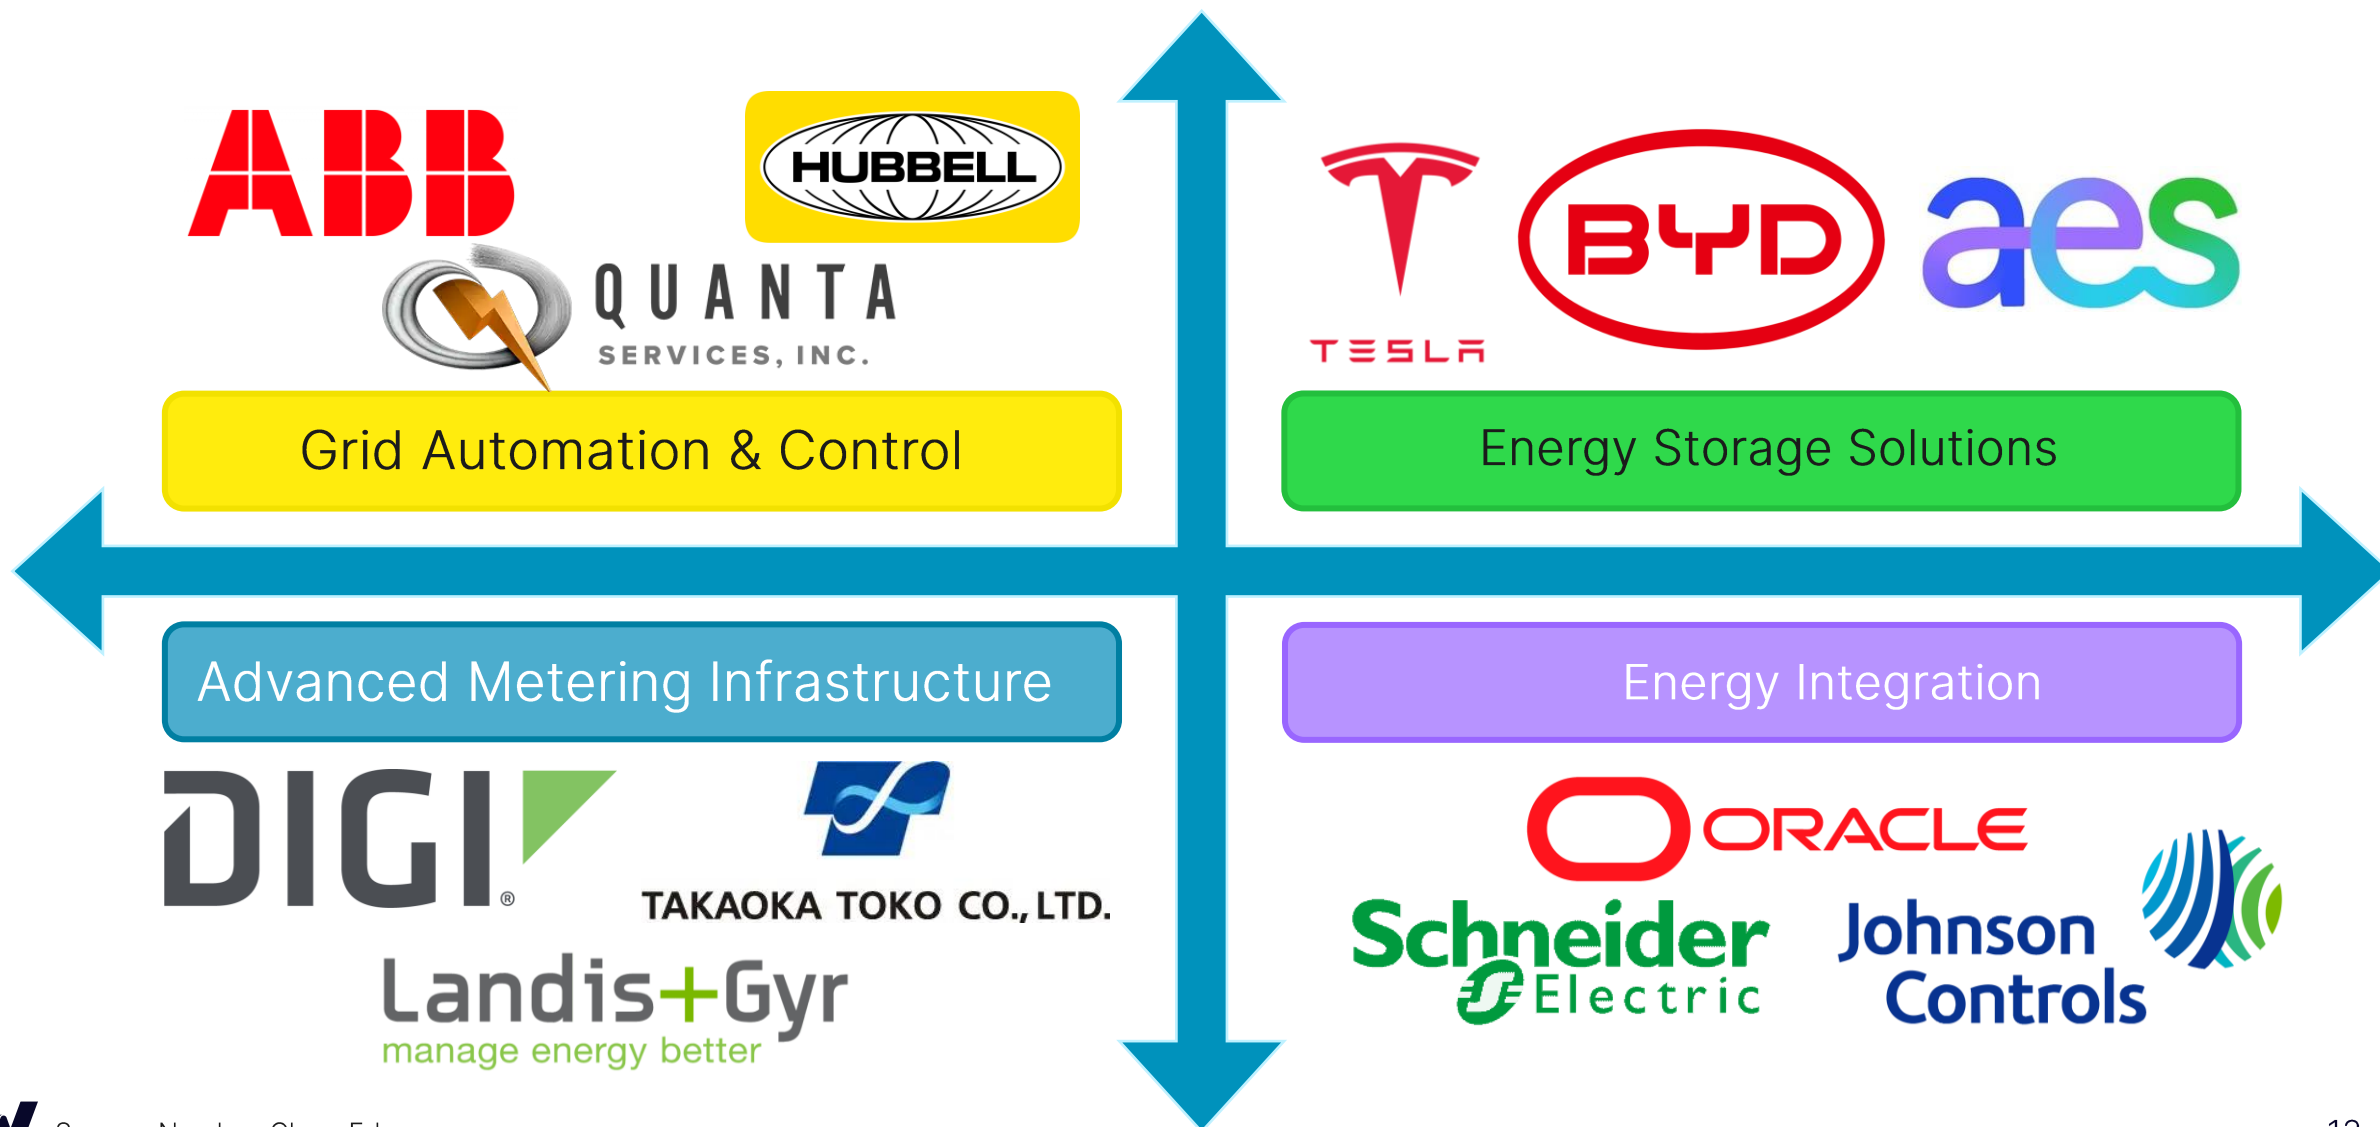 ABB
HUBBELL
QUANTA
SERVICES, INC.
TESLA
BYD
aes
Grid Automation & Control
Energy Storage Solutions
Advanced Metering Infrastructure
Energy Integration
DIGI®
TAKAOKA TOKO CO., LTD.
Landis+Gyr
manage energy better
ORACLE
Schneider
Electric
Johnson
Controls